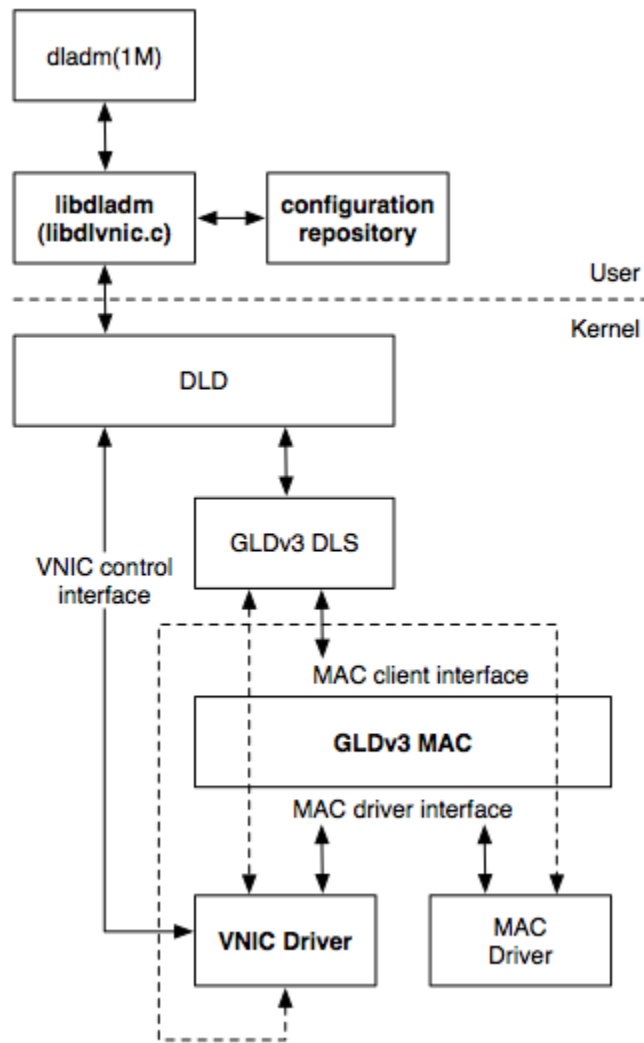 dladm(1M)
libdladm
(libdlvnic.c)
configuration
repository
User
Kernel
DLD
GLDv3 DLS
VNIC control
interface
MAC client interface
GLDv3 MAC
MAC driver interface
VNIC Driver
MAC
Driver